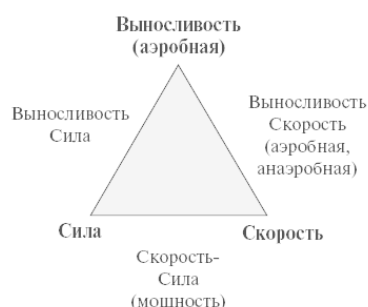 Выносливость
(аэробная)
Выносливость
Сила
Выносливость
Скорость
(аэробная,
анаэробная)
Сила
Скорость
Скорость-
Сила
(мощность)